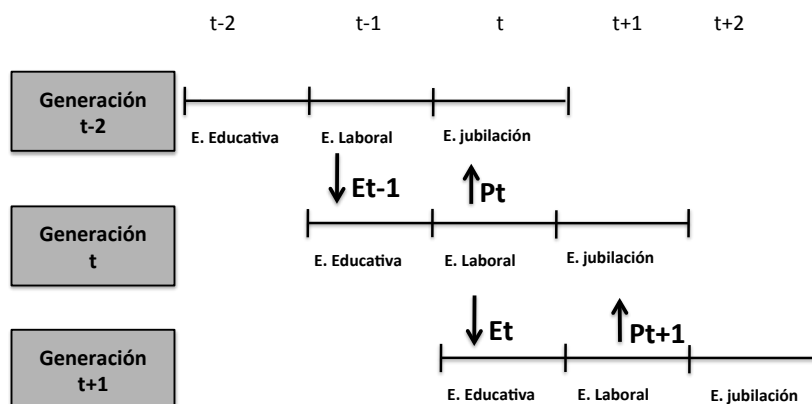 t-2 t-1 t t+1 t+2
Generación
t-2
E. Educativa E. Laboral E. jubilación
Et-1 Pt
Generación
t
E. Educativa E. Laboral E. jubilación
Et Pt+1
Generación
t+1
E. Educativa E. Laboral E. jubilación